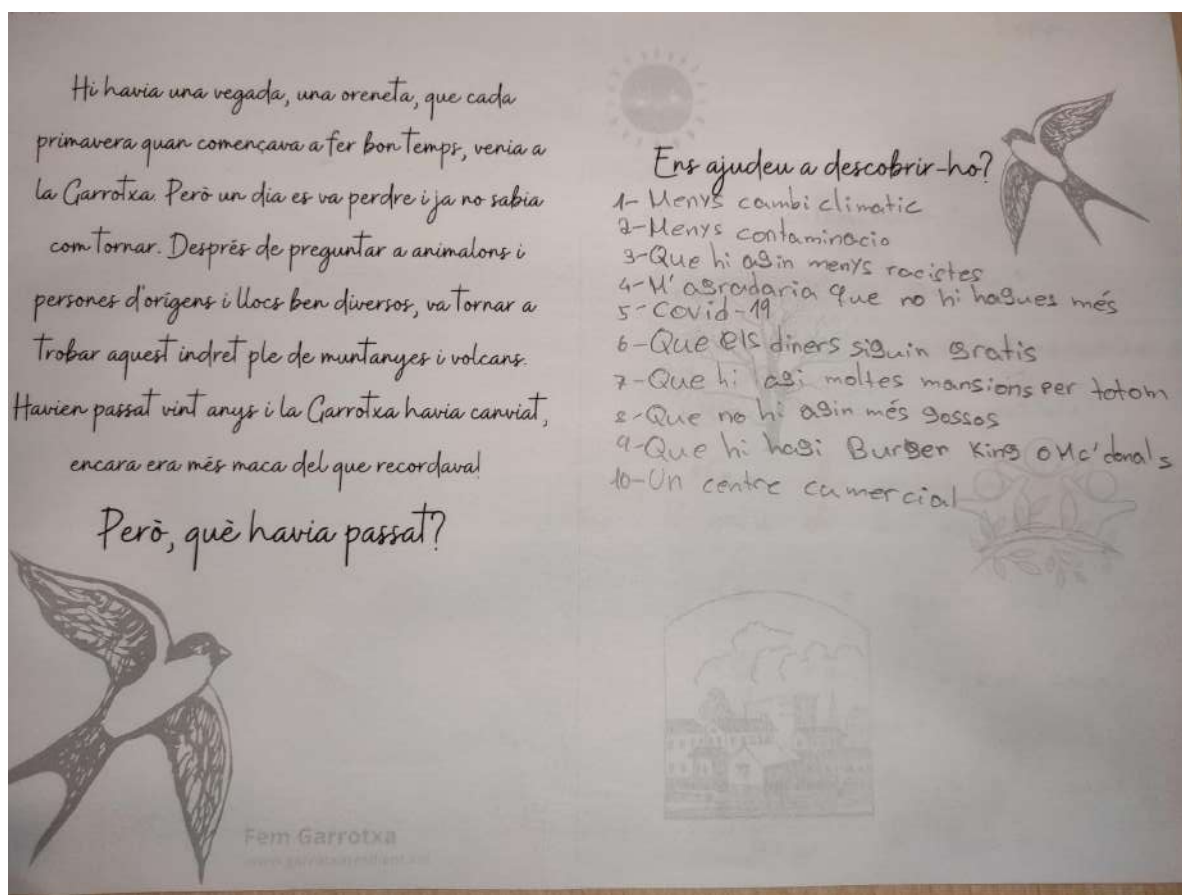 Hi havia una vegada, una oreneta, que cada
primavera quan començava a fer bon temps, venia a
la Garrotxa. Però un dia es va perdre i ja no sabia
com tornar. Després de preguntar a animalons i
persones d'orígens i llocs ben diversos, va tornar a
trobar aquest indret ple de muntanyes i volcans.
Havien passat vint anys i la Garrotxa havia canviat,
encara era més maca del que recordava!
Però, què havia passat?
Fem Garrotxa
Ens ajudeu a descobrir-ho?
1-Menys cambi climatic
2-Menys contaminacio
3-Que hi agin menys racistes
4-M'agradaria que no hi hagues més
5-Covid-19
6-Que els diners siguin gratis
7-Que hi agi moltes mansions per totom
8-Que no hi agin més gossos
9-Que hi hagi Burger King o Mc'donals
10-Un centre camercial